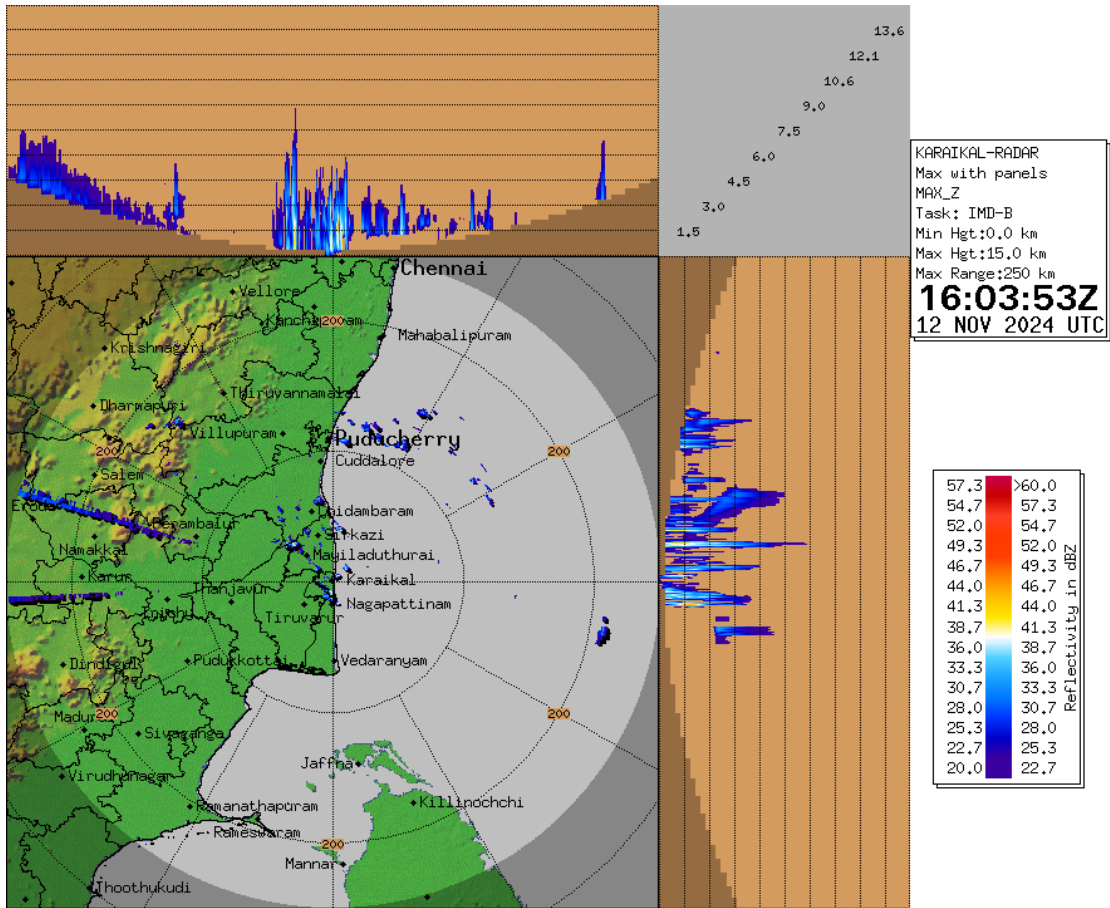 13.6
12.1
10.6
9.0
7.5
6.0
4.5
3.0
1.5
KARAIKAL-RADAR
Max with panels
MAX_Z
Task: IMD-B
Min Hgt:0.0 km
Max Hgt:15.0 km
Max Range:250 km
16:03:53Z
12 NOV 2024 UTC
Chennai
Vellore
200
Mahabalipuram
Krishnagiri
Thiruvannamalai
Dharmapuri
Villupuram
Puducherry
200
200
Cuddalore
Salem
Chidambaram
Perambalur
Sirkazi
Namakkal
Mayiladuthurai
Karur
Karaikal
Thanjavur
Nagapattinam
Tiruvarur
Dindigul
Pudukkottai
Vedaranyam
200
200
Sivaganga
Jaffna
Virudhunagar
Killinochchi
Ramanathapuram
Rameswaram
200
Mannar
Thoothukudi
57.3 >60.0
54.7 57.3
52.0 54.7
49.3 52.0
46.7 49.3
44.0 46.7
41.3 44.0
38.7 41.3
36.0 38.7
33.3 36.0
30.7 33.3
28.0 30.7
25.3 28.0
22.7 25.3
20.0 22.7
Reflectivity in dBZ